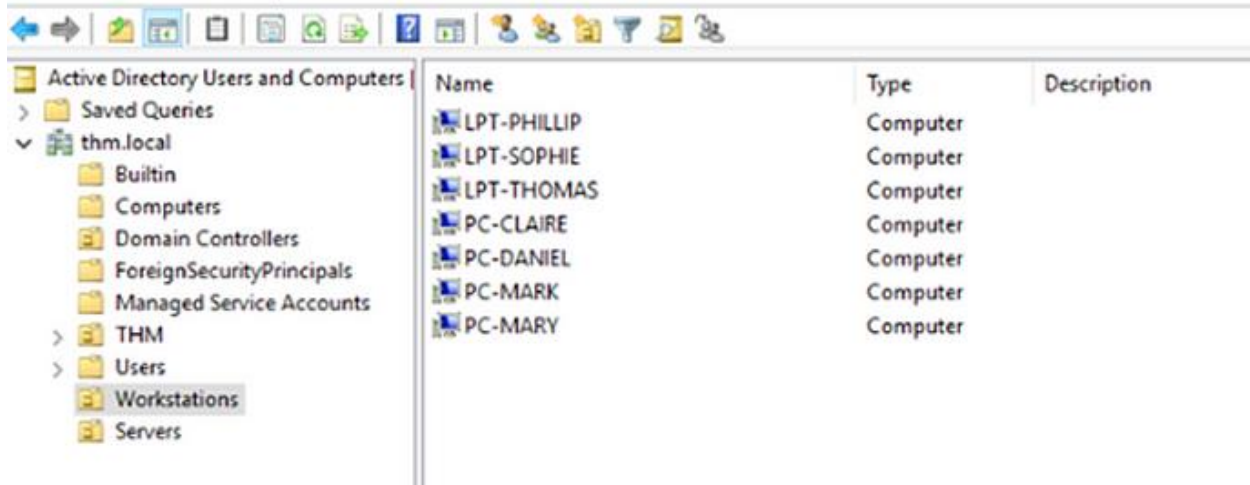 Active Directory Users and Computers
Saved Queries
thm.local
Builtin
Computers
Domain Controllers
ForeignSecurityPrincipals
Managed Service Accounts
THM
Users
Workstations
Servers
Name Type Description
LPT-PHILLIP Computer
LPT-SOPHIE Computer
LPT-THOMAS Computer
PC-CLAIRE Computer
PC-DANIEL Computer
PC-MARK Computer
PC-MARY Computer